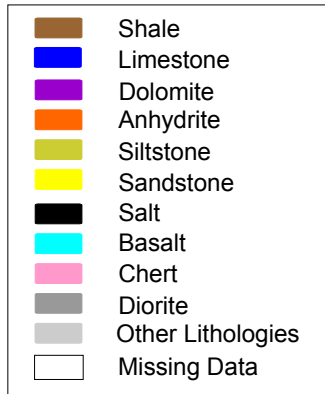 Shale
Limestone
Dolomite
Anhydrite
Siltstone
Sandstone
Salt
Basalt
Chert
Diorite
Other Lithologies
Missing Data